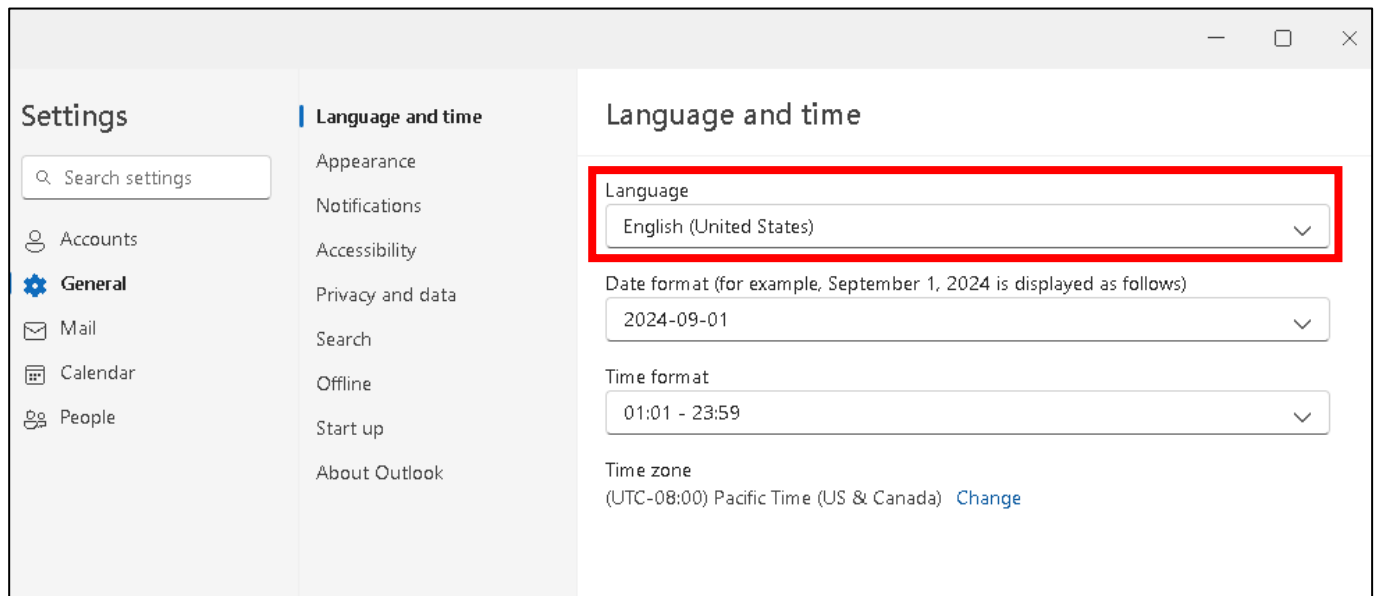 Settings
Search settings
Accounts
General
Mail
Calendar
People
Language and time
Appearance
Notifications
Accessibility
Privacy and data
Search
Offline
Start up
About Outlook
Language and time
Language
English (United States)
Date format (for example, September 1, 2024 is displayed as follows)
2024-09-01
Time format
01:01 - 23:59
Time zone
(UTC-08:00) Pacific Time (US & Canada) Change